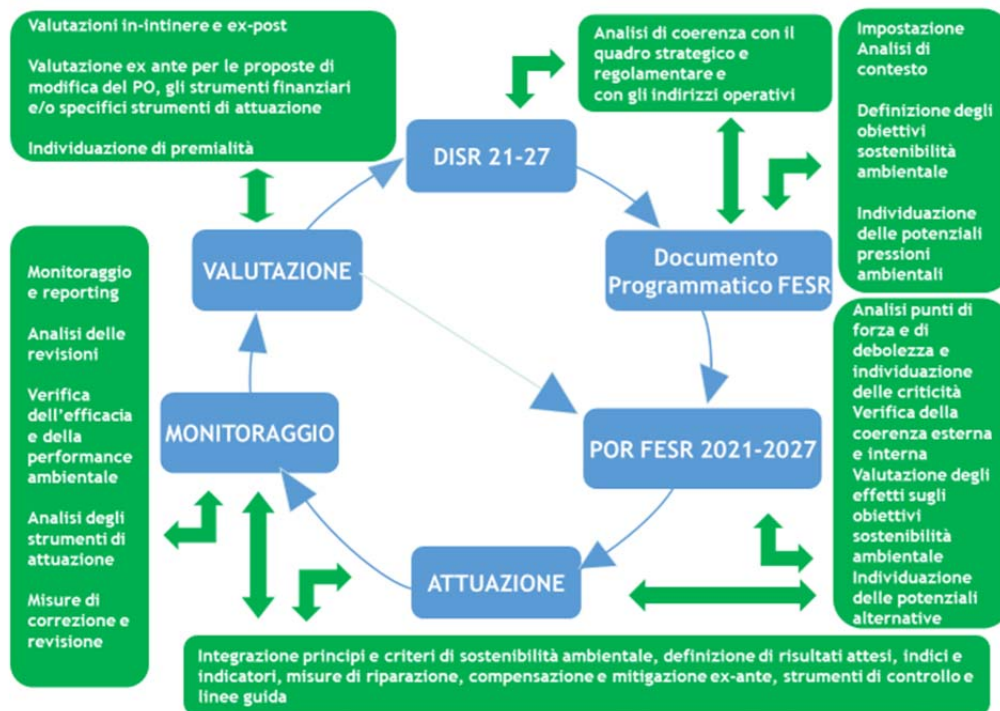 Valutazioni in-intinere e ex-post
Valutazione ex ante per le proposte di
modifica del PO, gli strumenti finanziari
e/o specifici strumenti di attuazione
Individuazione di premialità
Analisi di coerenza con il
quadro strategico e
regolamentare e
con gli indirizzi operativi
Impostazione
Analisi di
contesto
Definizione degli
obiettivi
sostenibilità
ambientale
Individuazione
delle potenziali
pressioni
ambientali
DISR 21-27
VALUTAZIONE
Documento
Programmatico FESR
Monitoraggio
e reporting
Analisi delle
revisioni
Verifica
dell'efficacia
e della
performance
ambientale
Analisi degli
strumenti di
attuazione
Misure di
correzione e
revisione
MONITORAGGIO
POR FESR 2021-2027
Analisi punti di
forza e di
debolezza e
individuazione
delle criticità
Verifica della
coerenza esterna
e interna
Valutazione degli
effetti sugli
obiettivi
sostenibilità
ambientale
Individuazione
delle potenziali
alternative
ATTUAZIONE
Integrazione principi e criteri di sostenibilità ambientale, definizione di risultati attesi, indici e
indicatori, misure di riparazione, compensazione e mitigazione ex-ante, strumenti di controllo e
linee guida